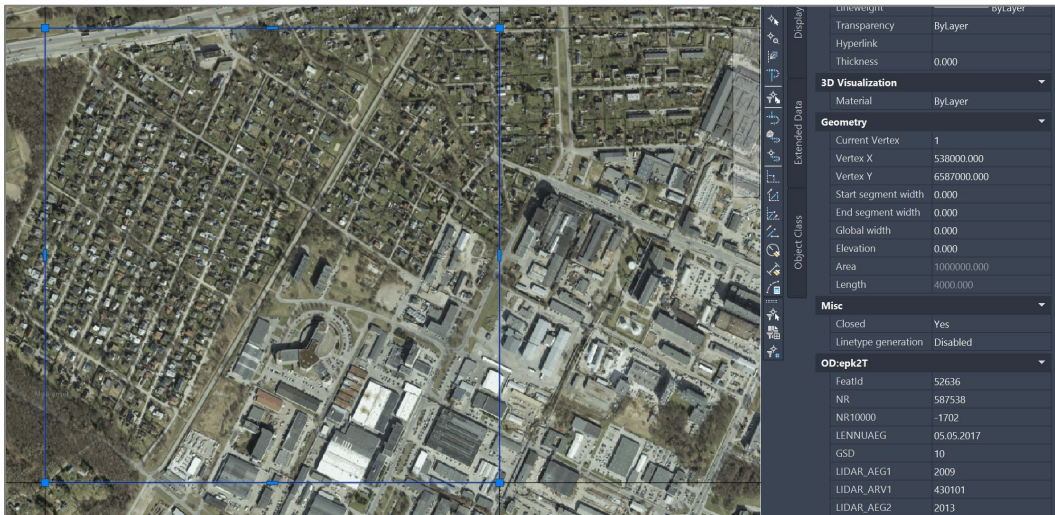 Display
Extended Data
Object Class
Lineweight ByLayer
Transparency ByLayer
Hyperlink
Thickness 0.000
3D Visualization
Material ByLayer
Geometry
Current Vertex 1
Vertex X 538000.000
Vertex Y 6587000.000
Start segment width 0.000
End segment width 0.000
Global width 0.000
Elevation 0.000
Area 1000000.000
Length 4000.000
Misc
Closed Yes
Linetype generation Disabled
OD:epk2T
FeatId 52636
NR 587538
NR10000 -1702
LENNUAEG 05.05.2017
GSD 10
LIDAR_AEG1 2009
LIDAR_ARV1 430101
LIDAR_AEG2 2013